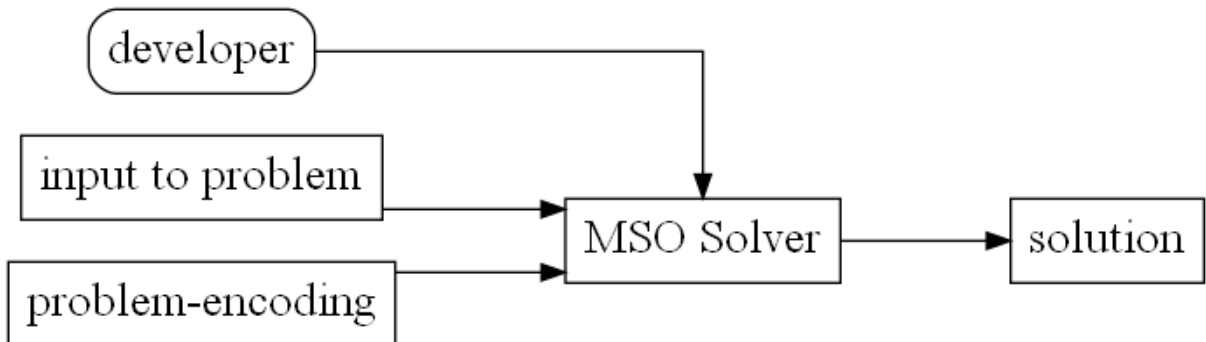 developer
input to problem
MSO Solver
solution
problem-encoding